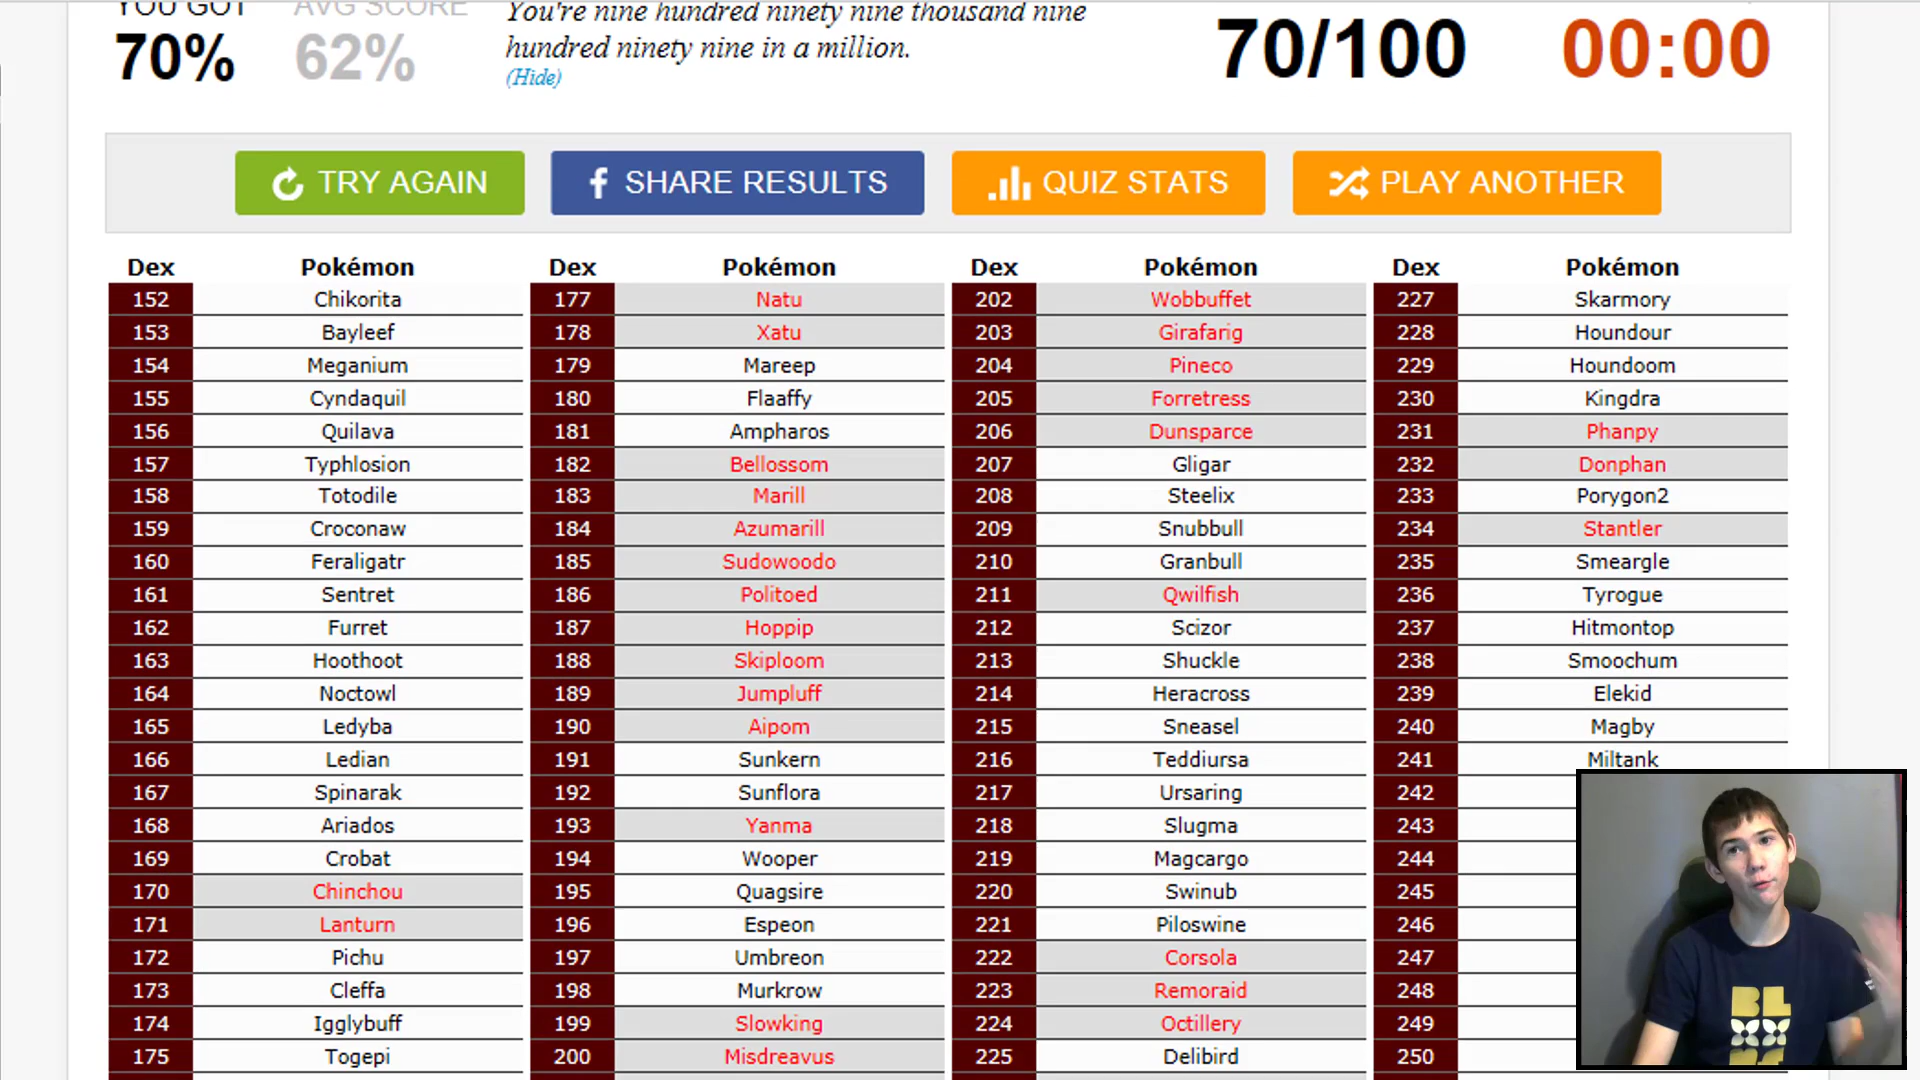 YOU GOT AVG SCORE You're nine hundred ninety nine thousand nine
70% 62% hundred ninety nine in a million. 70/100 00:00
(Hide)
TRY AGAIN SHARE RESULTS QUIZ STATS PLAY ANOTHER
Dex Pokémon Dex Pokémon Dex Pokémon Dex Pokémon
152 Chikorita 177 Natu 202 Wobbuffet 227 Skarmory
153 Bayleef 178 Xatu 203 Girafarig 228 Houndour
154 Meganium 179 Mareep 204 Pineco 229 Houndoom
155 Cyndaquil 180 Flaaffy 205 Forretress 230 Kingdra
156 Quilava 181 Ampharos 206 Dunsparce 231 Phanpy
157 Typhlosion 182 Bellossom 207 Gligar 232 Donphan
158 Totodile 183 Marill 208 Steelix 233 Porygon2
159 Croconaw 184 Azumarill 209 Snubbull 234 Stantler
160 Feraligatr 185 Sudowoodo 210 Granbull 235 Smeargle
161 Sentret 186 Politoed 211 Qwilfish 236 Tyrogue
162 Furret 187 Hoppip 212 Scizor 237 Hitmontop
163 Hoothoot 188 Skiploom 213 Shuckle 238 Smoochum
164 Noctowl 189 Jumpluff 214 Heracross 239 Elekid
165 Ledyba 190 Aipom 215 Sneasel 240 Magby
166 Ledian 191 Sunkern 216 Teddiursa 241 Miltank
167 Spinarak 192 Sunflora 217 Ursaring 242
168 Ariados 193 Yanma 218 Slugma 243
169 Crobat 194 Wooper 219 Magcargo 244
170 Chinchou 195 Quagsire 220 Swinub 245
171 Lanturn 196 Espeon 221 Piloswine 246
172 Pichu 197 Umbreon 222 Corsola 247
173 Cleffa 198 Murkrow 223 Remoraid 248
174 Igglybuff 199 Slowking 224 Octillery 249
175 Togepi 200 Misdreavus 225 Delibird 250
BL